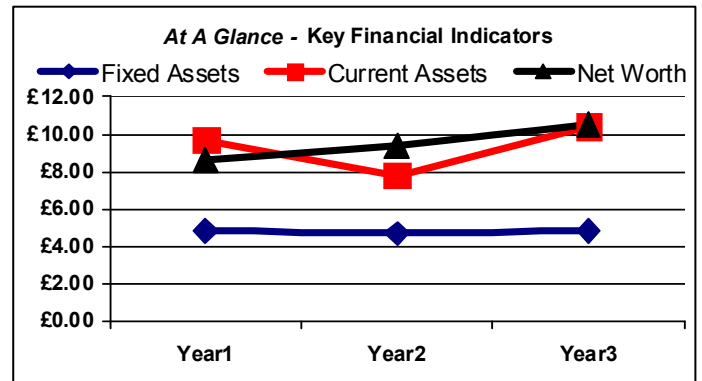 At A Glance - Key Financial Indicators
Fixed Assets Current Assets Net Worth
£12.00
£10.00
£8.00
£6.00
£4.00
£2.00
£0.00
Year1 Year2 Year3